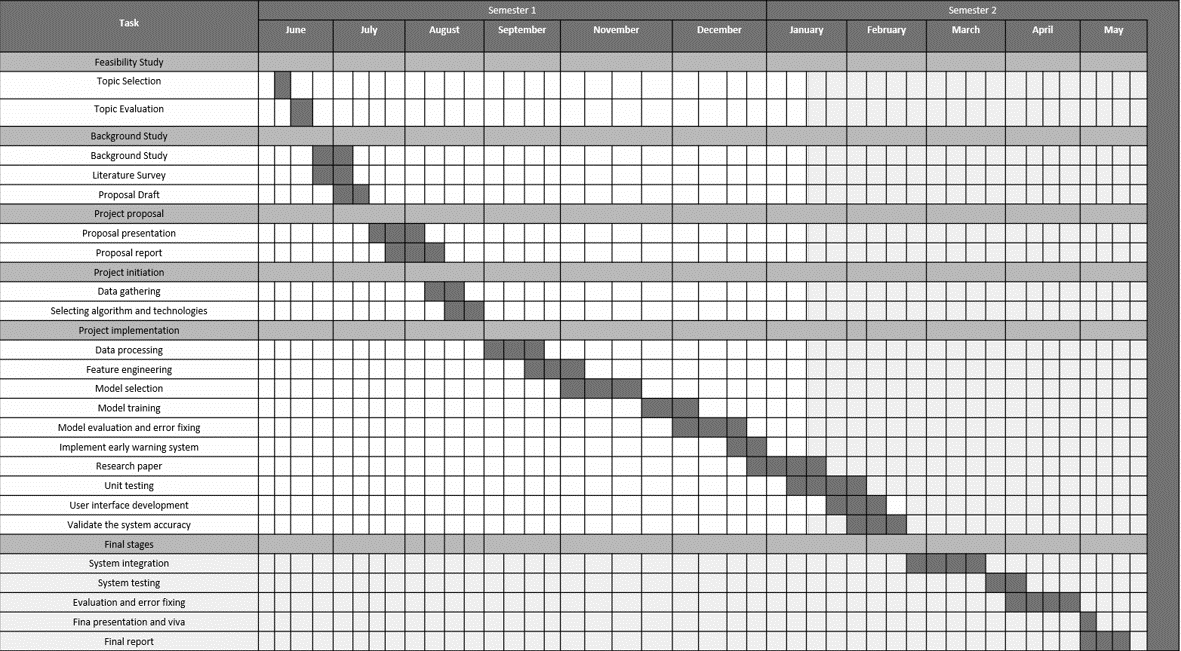 Task
Semester 1
Semester 2
June
July
August
September
November
December
January
February
March
April
May
Feasibility Study
Topic Selection
Topic Evaluation
Background Study
Background Study
Literature Survey
Proposal Draft
Project proposal
Proposal presentation
Proposal report
Project initiation
Data gathering
Selecting algorithm and technologies
Project implementation
Data processing
Feature engineering
Model selection
Model training
Model evaluation and error fixing
Implement early warning system
Research paper
Unit testing
User interface development
Validate the system accuracy
Final stages
System integration
System testing
Evaluation and error fixing
Fina presentation and viva
Final report